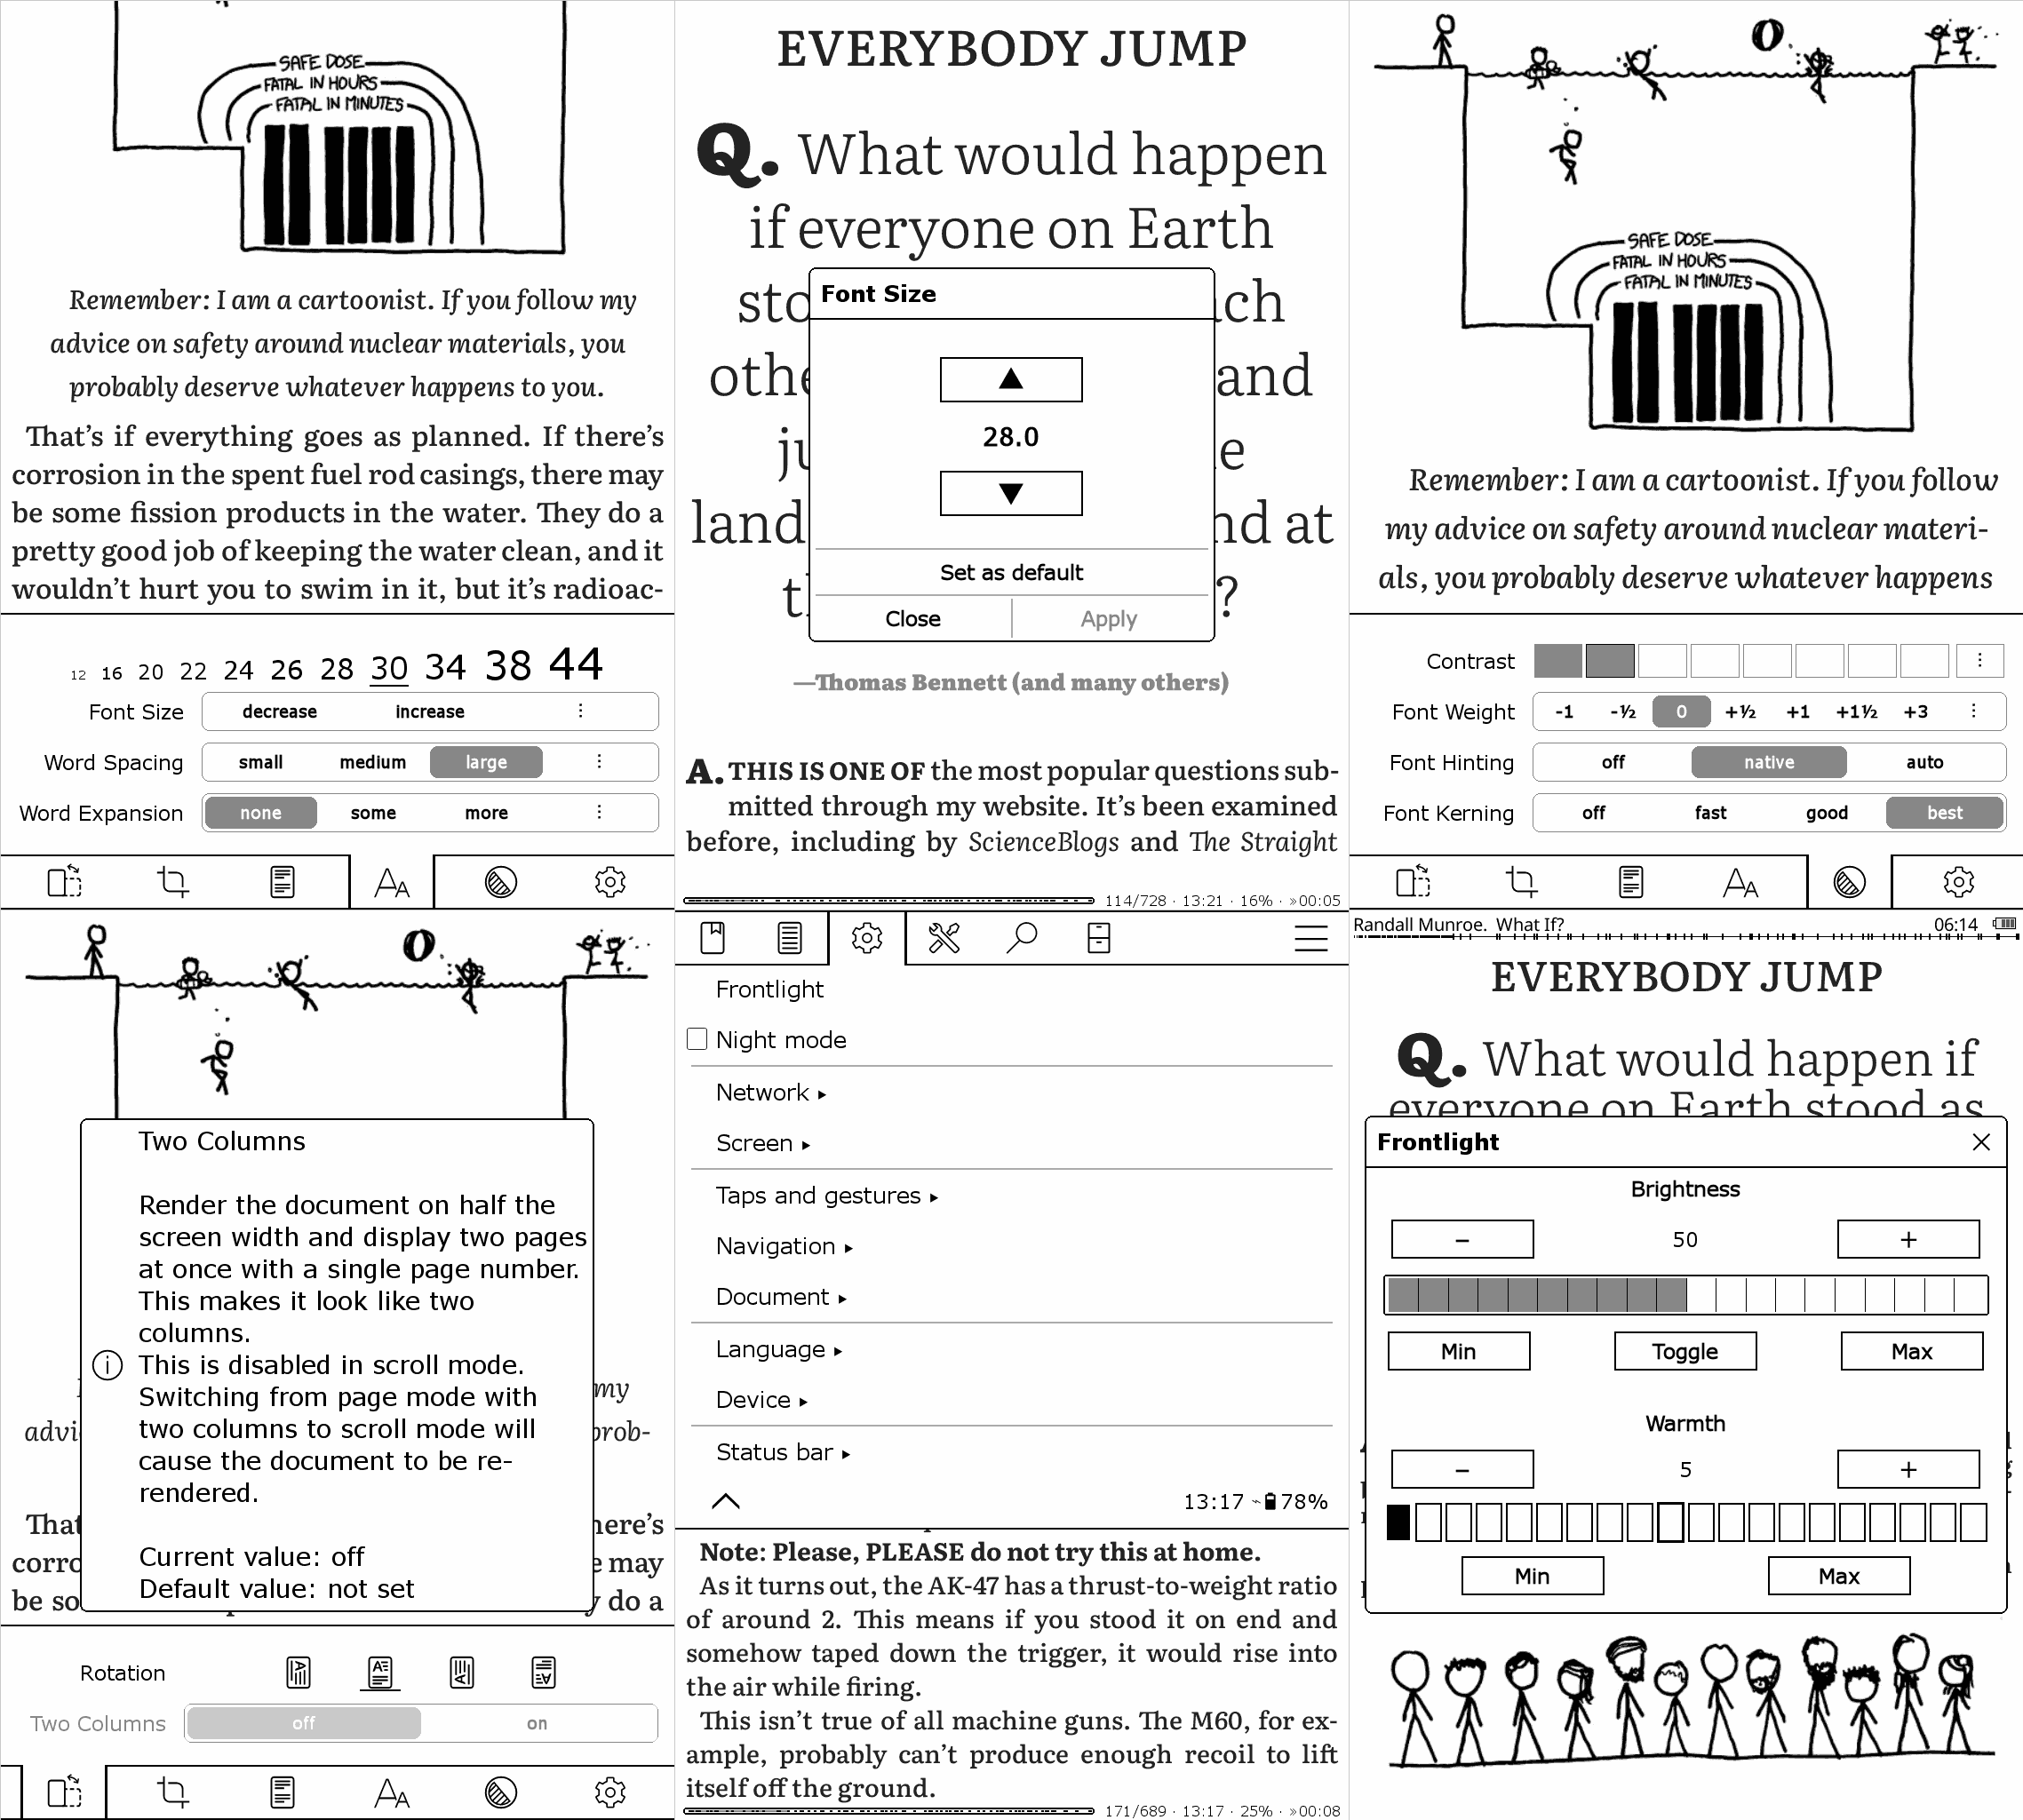 SAFE DOSE
FATAL IN HOURS
FATAL IN MINUTES
Remember: I am a cartoonist. If you follow my
advice on safety around nuclear materials, you
probably deserve whatever happens to you.
That’s if everything goes as planned. If there’s
corrosion in the spent fuel rod casings, there may
be some fission products in the water. They do a
pretty good job of keeping the water clean, and it
wouldn’t hurt you to swim in it, but it’s radioac-
12 16 20 22 24 26 28 30 34 38 44
Font Size decrease increase ⋮
Word Spacing small medium large ⋮
Word Expansion none some more ⋮
EVERYBODY JUMP
Q. What would happen
if everyone on Earth
sto ch
othe and
ju e
land nd at
t ?
Font Size
▲
28.0
▼
Set as default
Close Apply
—Thomas Bennett (and many others)
A. THIS IS ONE OF the most popular questions sub-
mitted through my website. It’s been examined
before, including by ScienceBlogs and The Straight
114/728 · 13:21 · 16% · »00:05
SAFE DOSE
FATAL IN HOURS
FATAL IN MINUTES
Remember: I am a cartoonist. If you follow
my advice on safety around nuclear materi-
als, you probably deserve whatever happens
Contrast ⋮
Font Weight -1 -½ 0 +½ +1 +1½ +3 ⋮
Font Hinting off native auto
Font Kerning off fast good best
Two Columns
Render the document on half the
screen width and display two pages
at once with a single page number.
This makes it look like two
columns.
This is disabled in scroll mode.
Switching from page mode with
two columns to scroll mode will
cause the document to be re-
rendered.
Current value: off
Default value: not set
my
advi prob-
That here’s
corro e may
be so y do a
Rotation
Two Columns off on
Frontlight
Night mode
Network ▸
Screen ▸
Taps and gestures ▸
Navigation ▸
Document ▸
Language ▸
Device ▸
Status bar ▸
13:17 78%
Note: Please, PLEASE do not try this at home.
As it turns out, the AK-47 has a thrust-to-weight ratio
of around 2. This means if you stood it on end and
somehow taped down the trigger, it would rise into
the air while firing.
This isn’t true of all machine guns. The M60, for ex-
ample, probably can’t produce enough recoil to lift
itself off the ground.
171/689 · 13:17 · 25% · »00:08
Randall Munroe. What If? 06:14
EVERYBODY JUMP
Q. What would happen if
everyone on Earth stood as
Frontlight ×
Brightness
− 50 +
Min Toggle Max
Warmth
− 5 +
Min Max